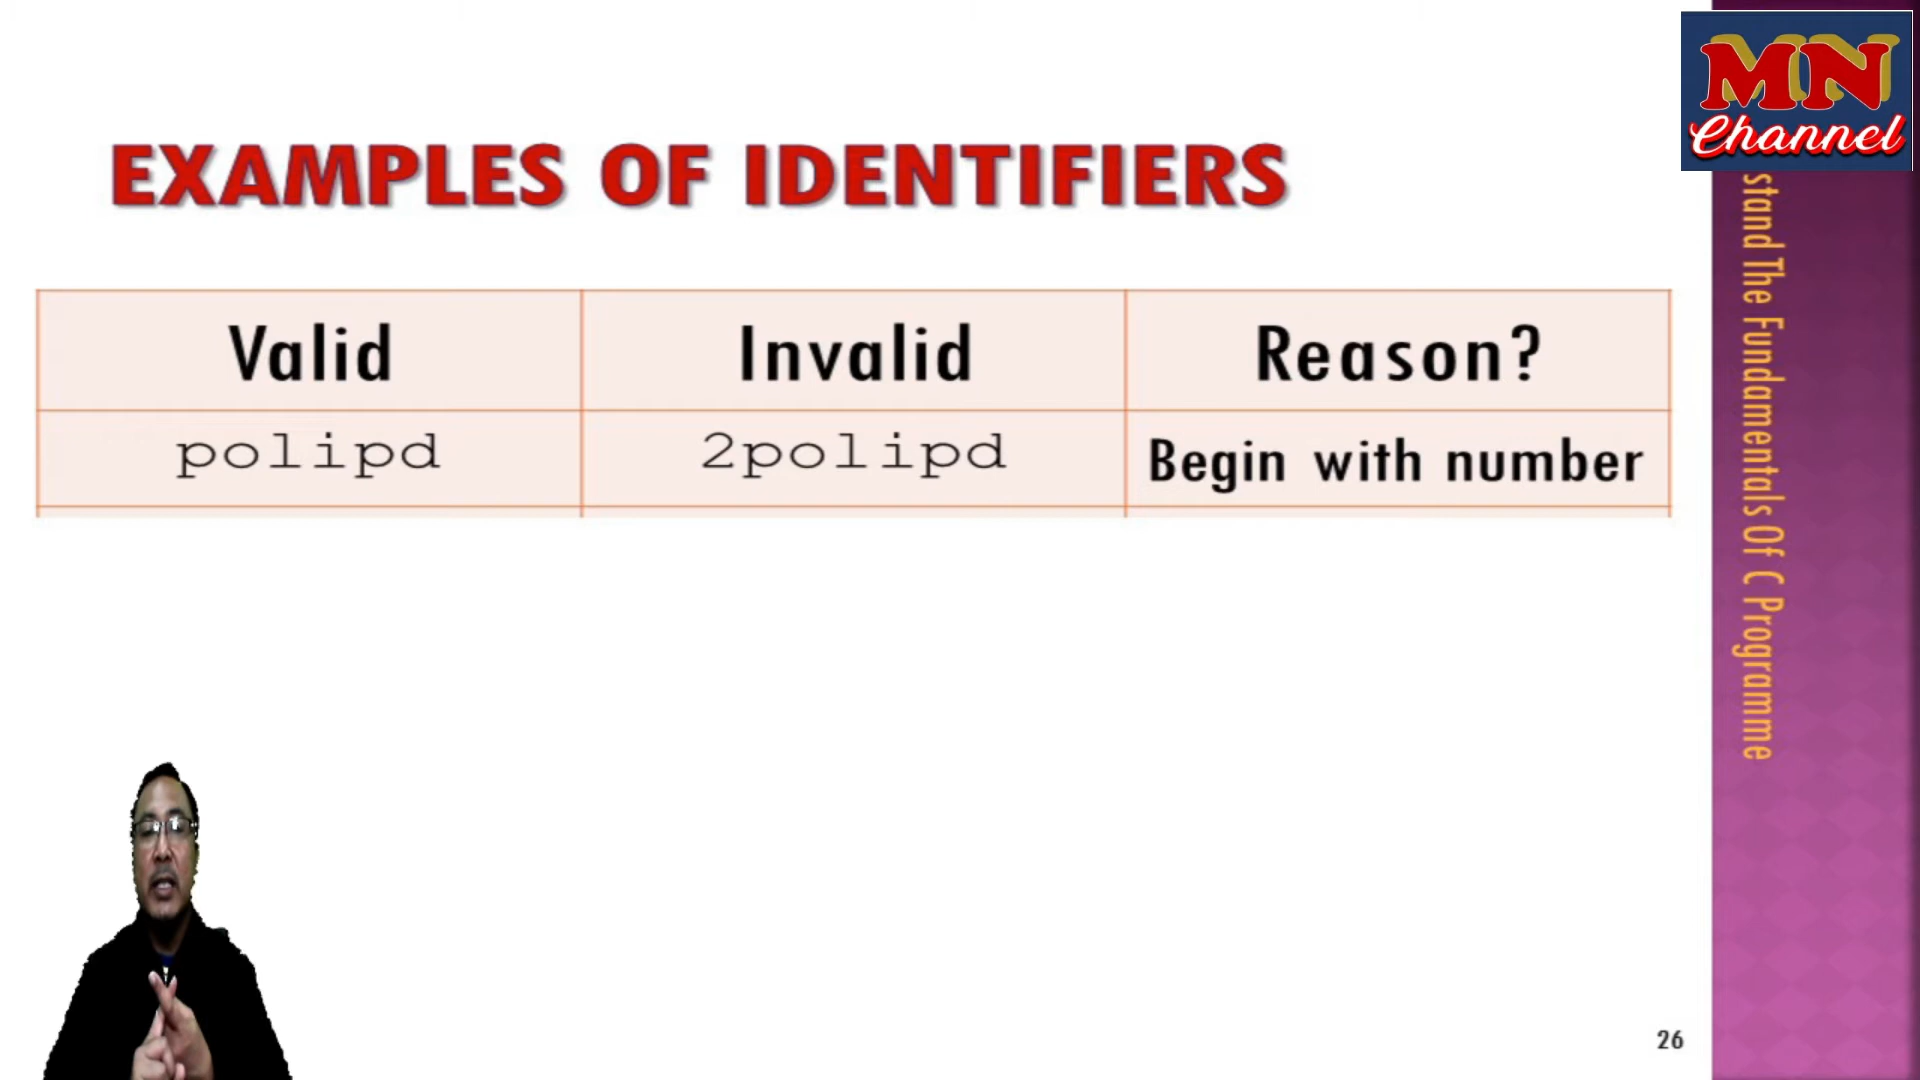 MN
Channel
EXAMPLES OF IDENTIFIERS
Valid Invalid Reason?
polipd 2polipd Begin with number
stand The Fundamentals Of C Programme
26